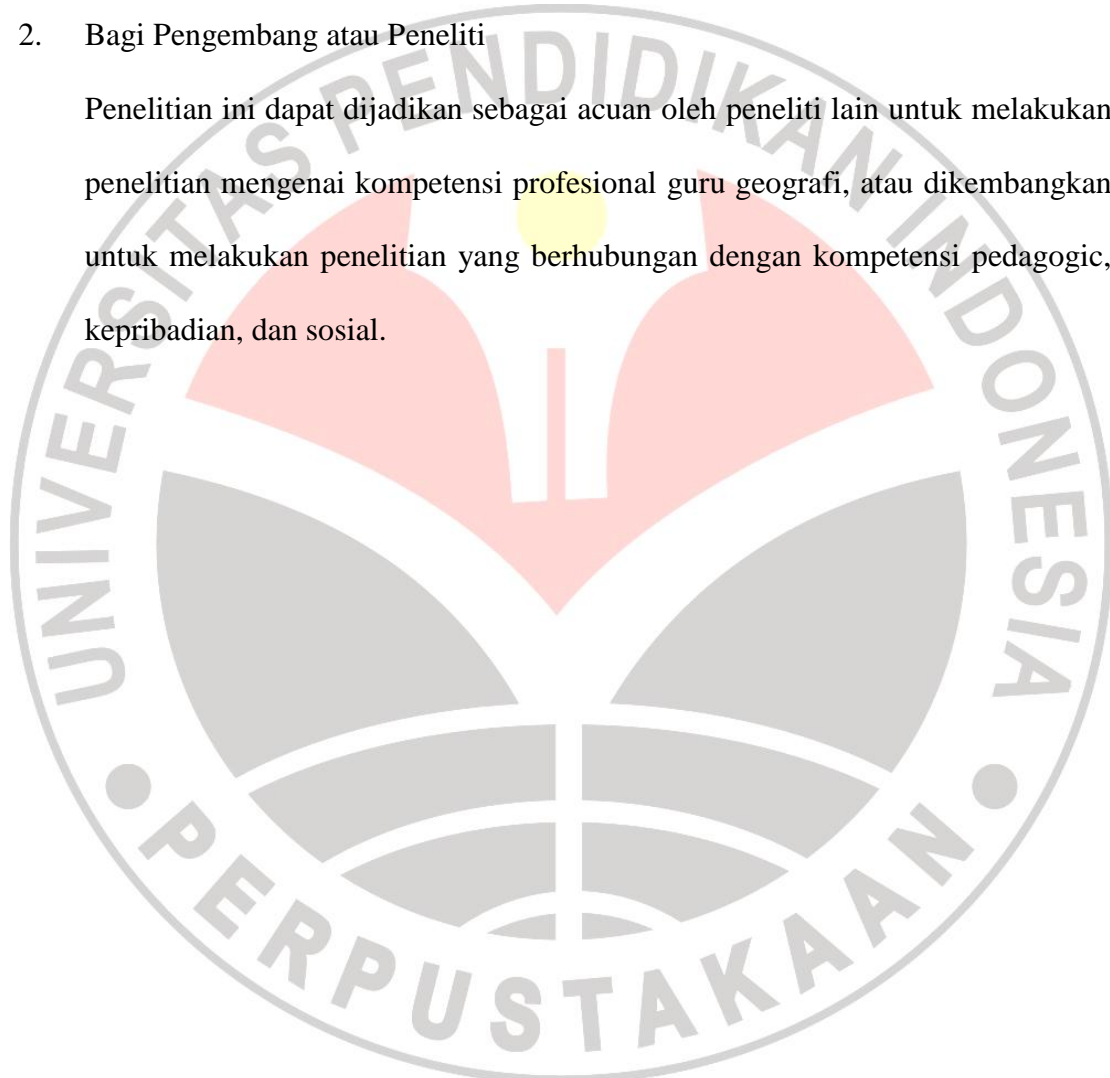 2. Bagi Pengembang atau Peneliti
Penelitian ini dapat dijadikan sebagai acuan oleh peneliti lain untuk melakukan
penelitian mengenai kompetensi profesional guru geografi, atau dikembangkan
untuk melakukan penelitian yang berhubungan dengan kompetensi pedagogic,
kepribadian, dan sosial.
UNIVERSITAS PENDIDIKAN INDONESIA
PERPUSTAKAAN